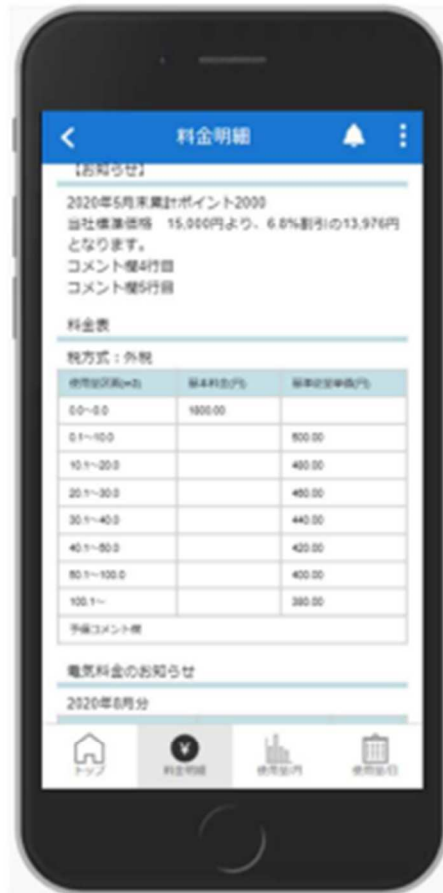 料金明細
【お知らせ】
2020年5月末累計ポイント2000
当社標準価格 15,000円より、6.8%割引の13,976円
となります。
コメント欄4行目
コメント欄5行目
料金表
税方式：外税
使用量区画(m3) 基本料金(円) 基準従量単価(円)
0.0～0.0 1800.00
0.1～10.0 500.00
10.1～20.0 480.00
20.1～30.0 460.00
30.1～40.0 440.00
40.1～50.0 420.00
50.1～100.0 400.00
100.1～ 380.00
予備コメント欄
電気料金のお知らせ
2020年8月分
トップ 料金明細 使用量/月 使用量/日